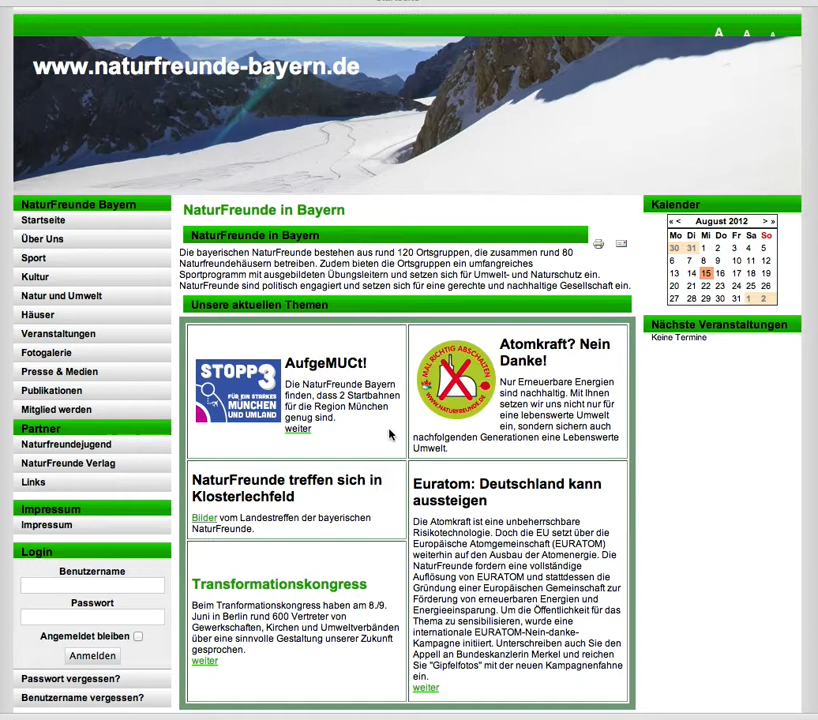 A A A
www.naturfreunde-bayern.de
NaturFreunde Bayern
Startseite
Über Uns
Sport
Kultur
Natur und Umwelt
Häuser
Veranstaltungen
Fotogalerie
Presse & Medien
Publikationen
Mitglied werden
Partner
Naturfreundejugend
NaturFreunde Verlag
Links
Impressum
Impressum
Login
Benutzername
Passwort
Angemeldet bleiben
Anmelden
Passwort vergessen?
Benutzername vergessen?
NaturFreunde in Bayern
NaturFreunde in Bayern
Die bayerischen NaturFreunde bestehen aus rund 120 Ortsgruppen, die zusammen rund 80
Naturfreundehäusern betreiben. Zudem bieten die Ortsgruppen ein umfangreiches
Sportprogramm mit ausgebildeten Übungsleitern und setzen sich für Umwelt- und Naturschutz ein.
NaturFreunde sind politisch engagiert und setzen sich für eine gerechte und nachhaltige Gesellschaft ein.
Unsere aktuellen Themen
STOPP3
FÜR EIN STARKES
MÜNCHEN
UND UMLAND
AufgeMUCt!
Die NaturFreunde Bayern
finden, dass 2 Startbahnen
für die Region München
genug sind.
weiter
MAL RICHTIG ABSCHALTEN
WWW.NATURFREUNDE.DE
Atomkraft? Nein
Danke!
Nur Erneuerbare Energien
sind nachhaltig. Mit Ihnen
setzen wir uns nicht nur für
eine lebenswerte Umwelt
ein, sondern sichern auch
nachfolgenden Generationen eine Lebenswerte
Umwelt.
NaturFreunde treffen sich in
Klosterlechfeld
Bilder vom Landestreffen der bayerischen
NaturFreunde.
Transformationskongress
Beim Tranformationskongress haben am 8./9.
Juni in Berlin rund 600 Vertreter von
Gewerkschaften, Kirchen und Umweltverbänden
über eine sinnvolle Gestaltung unserer Zukunft
gesprochen.
weiter
Euratom: Deutschland kann
aussteigen
Die Atomkraft ist eine unbeherrschbare
Risikotechnologie. Doch die EU setzt über die
Europäische Atomgemeinschaft (EURATOM)
weiterhin auf den Ausbau der Atomenergie. Die
NaturFreunde fordern eine vollständige
Auflösung von EURATOM und stattdessen die
Gründung einer Europäischen Gemeinschaft zur
Förderung von erneuerbaren Energien und
Energieeinsparung. Um die Öffentlichkeit für das
Thema zu sensibilisieren, wurde eine
internationale EURATOM-Nein-danke-
Kampagne initiiert. Unterschreiben auch Sie den
Appell an Bundeskanzlerin Merkel und reichen
Sie "Gipfelfotos" mit der neuen Kampagnenfahne
ein.
weiter
Kalender
« < August 2012 > »
Mo Di Mi Do Fr Sa So
30 31 1 2 3 4 5
6 7 8 9 10 11 12
13 14 15 16 17 18 19
20 21 22 23 24 25 26
27 28 29 30 31 1 2
Nächste Veranstaltungen
Keine Termine